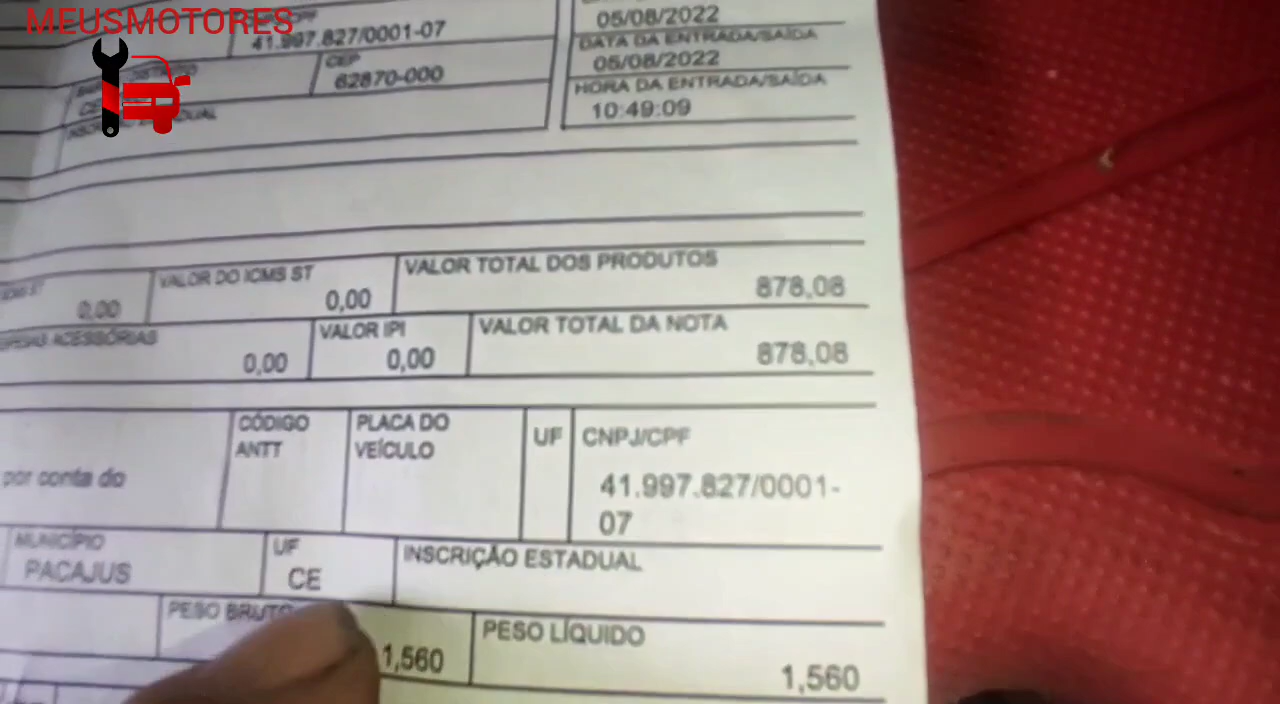 MEUSMOTORES
05/08/2022
41.997.827/0001-07
DATA DA ENTRADA/SAÍDA
05/08/2022
CEP
62870-000
HORA DA ENTRADA/SAÍDA
10:49:09
VALOR DO ICMS ST
0,00
0,00
VALOR TOTAL DOS PRODUTOS
878,08
ACESSÓRIAS
0,00
VALOR IPI
0,00
VALOR TOTAL DA NOTA
878,08
por conta do
CÓDIGO
ANTT
PLACA DO
VEÍCULO
UF
CNPJ/CPF
41.997.827/0001-
07
MUNICÍPIO
PACAJUS
UF
CE
INSCRIÇÃO ESTADUAL
PESO BRUTO
1,560
PESO LÍQUIDO
1,560